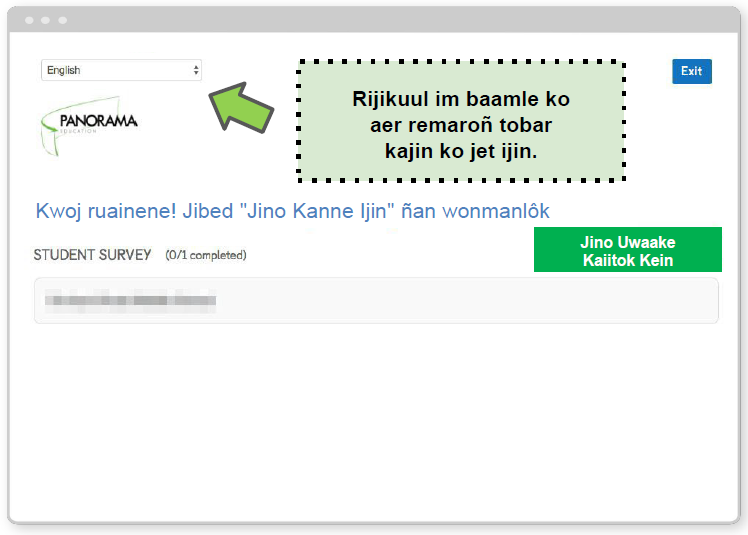 English
Exit
PANORAMA
EDUCATION
Rijikuul im baamle ko
aer remaroñ tobar
kajin ko jet ijin.
Kwoj ruainene! Jibed "Jino Kanne Ijin" ñan wonmanlôk
STUDENT SURVEY (0/1 completed)
Jino Uwaake
Kaiitok Kein